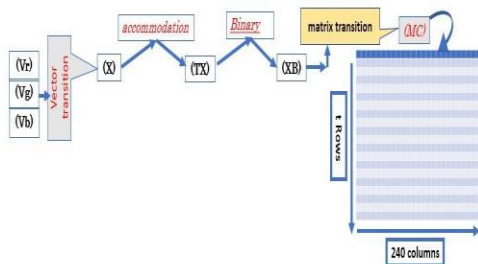 (Vr)
(Vg)
(Vb)
Vector
transition
(X)
accommodation
(TX)
Binary
(XB)
matrix transition
(MC)
t Rows
240 columns